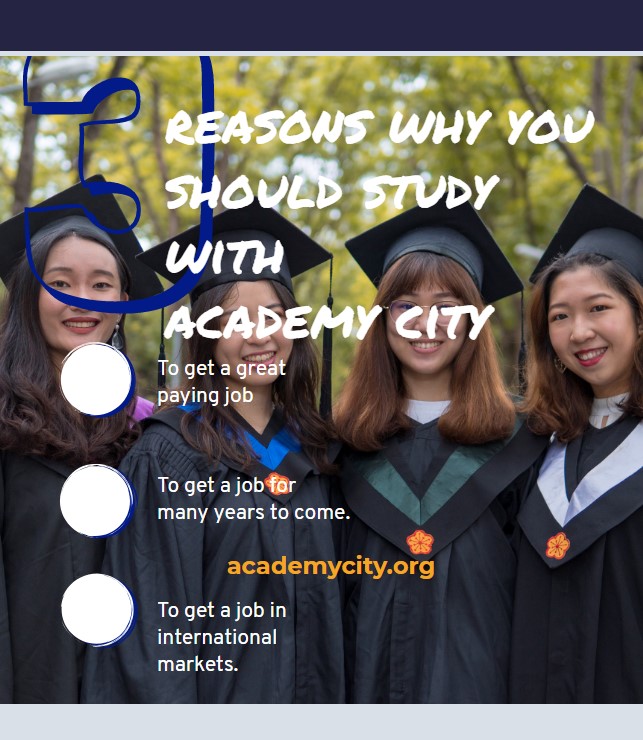 3
REASONS WHY YOU
SHOULD STUDY
WITH
ACADEMY CITY
To get a great
paying job
To get a job for
many years to come.
academycity.org
To get a job in
international
markets.